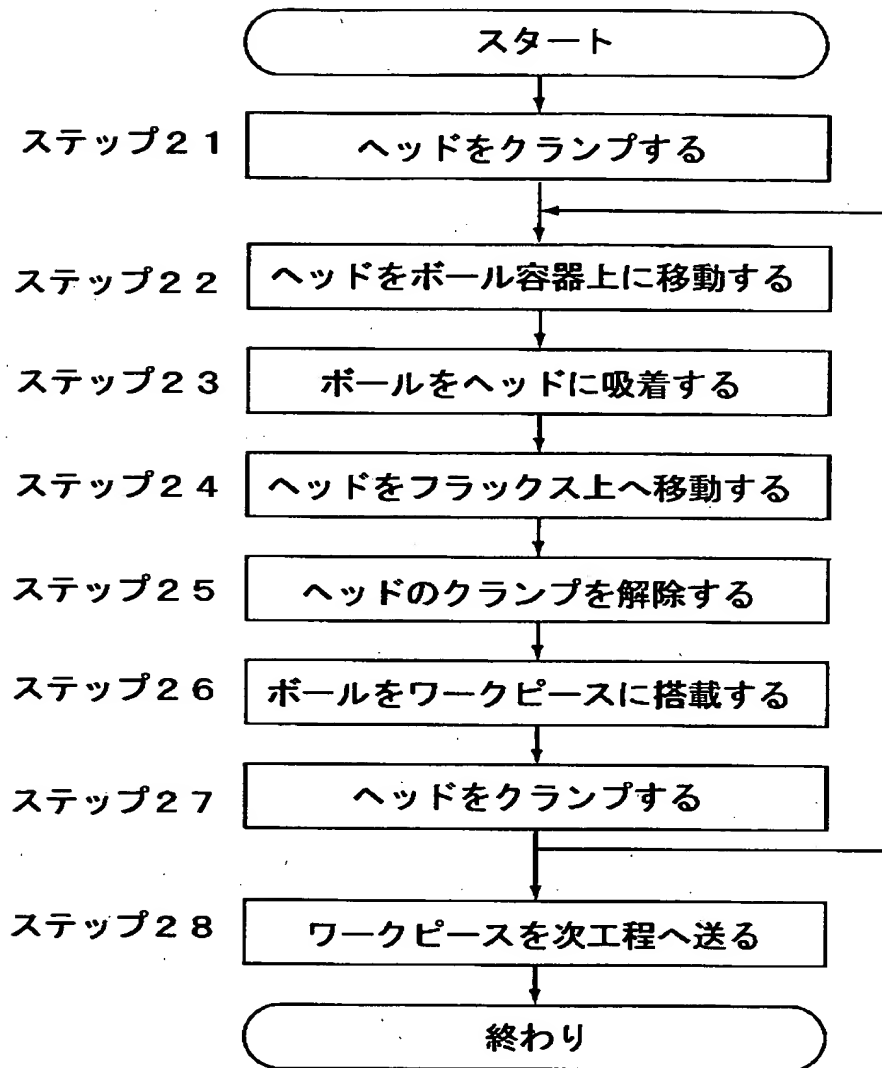 スタート
ステップ21 ヘッドをクランプする
ステップ22 ヘッドをボール容器上に移動する
ステップ23 ボールをヘッドに吸着する
ステップ24 ヘッドをフラックス上へ移動する
ステップ25 ヘッドのクランプを解除する
ステップ26 ボールをワークピースに搭載する
ステップ27 ヘッドをクランプする
ステップ28 ワークピースを次工程へ送る
終わり